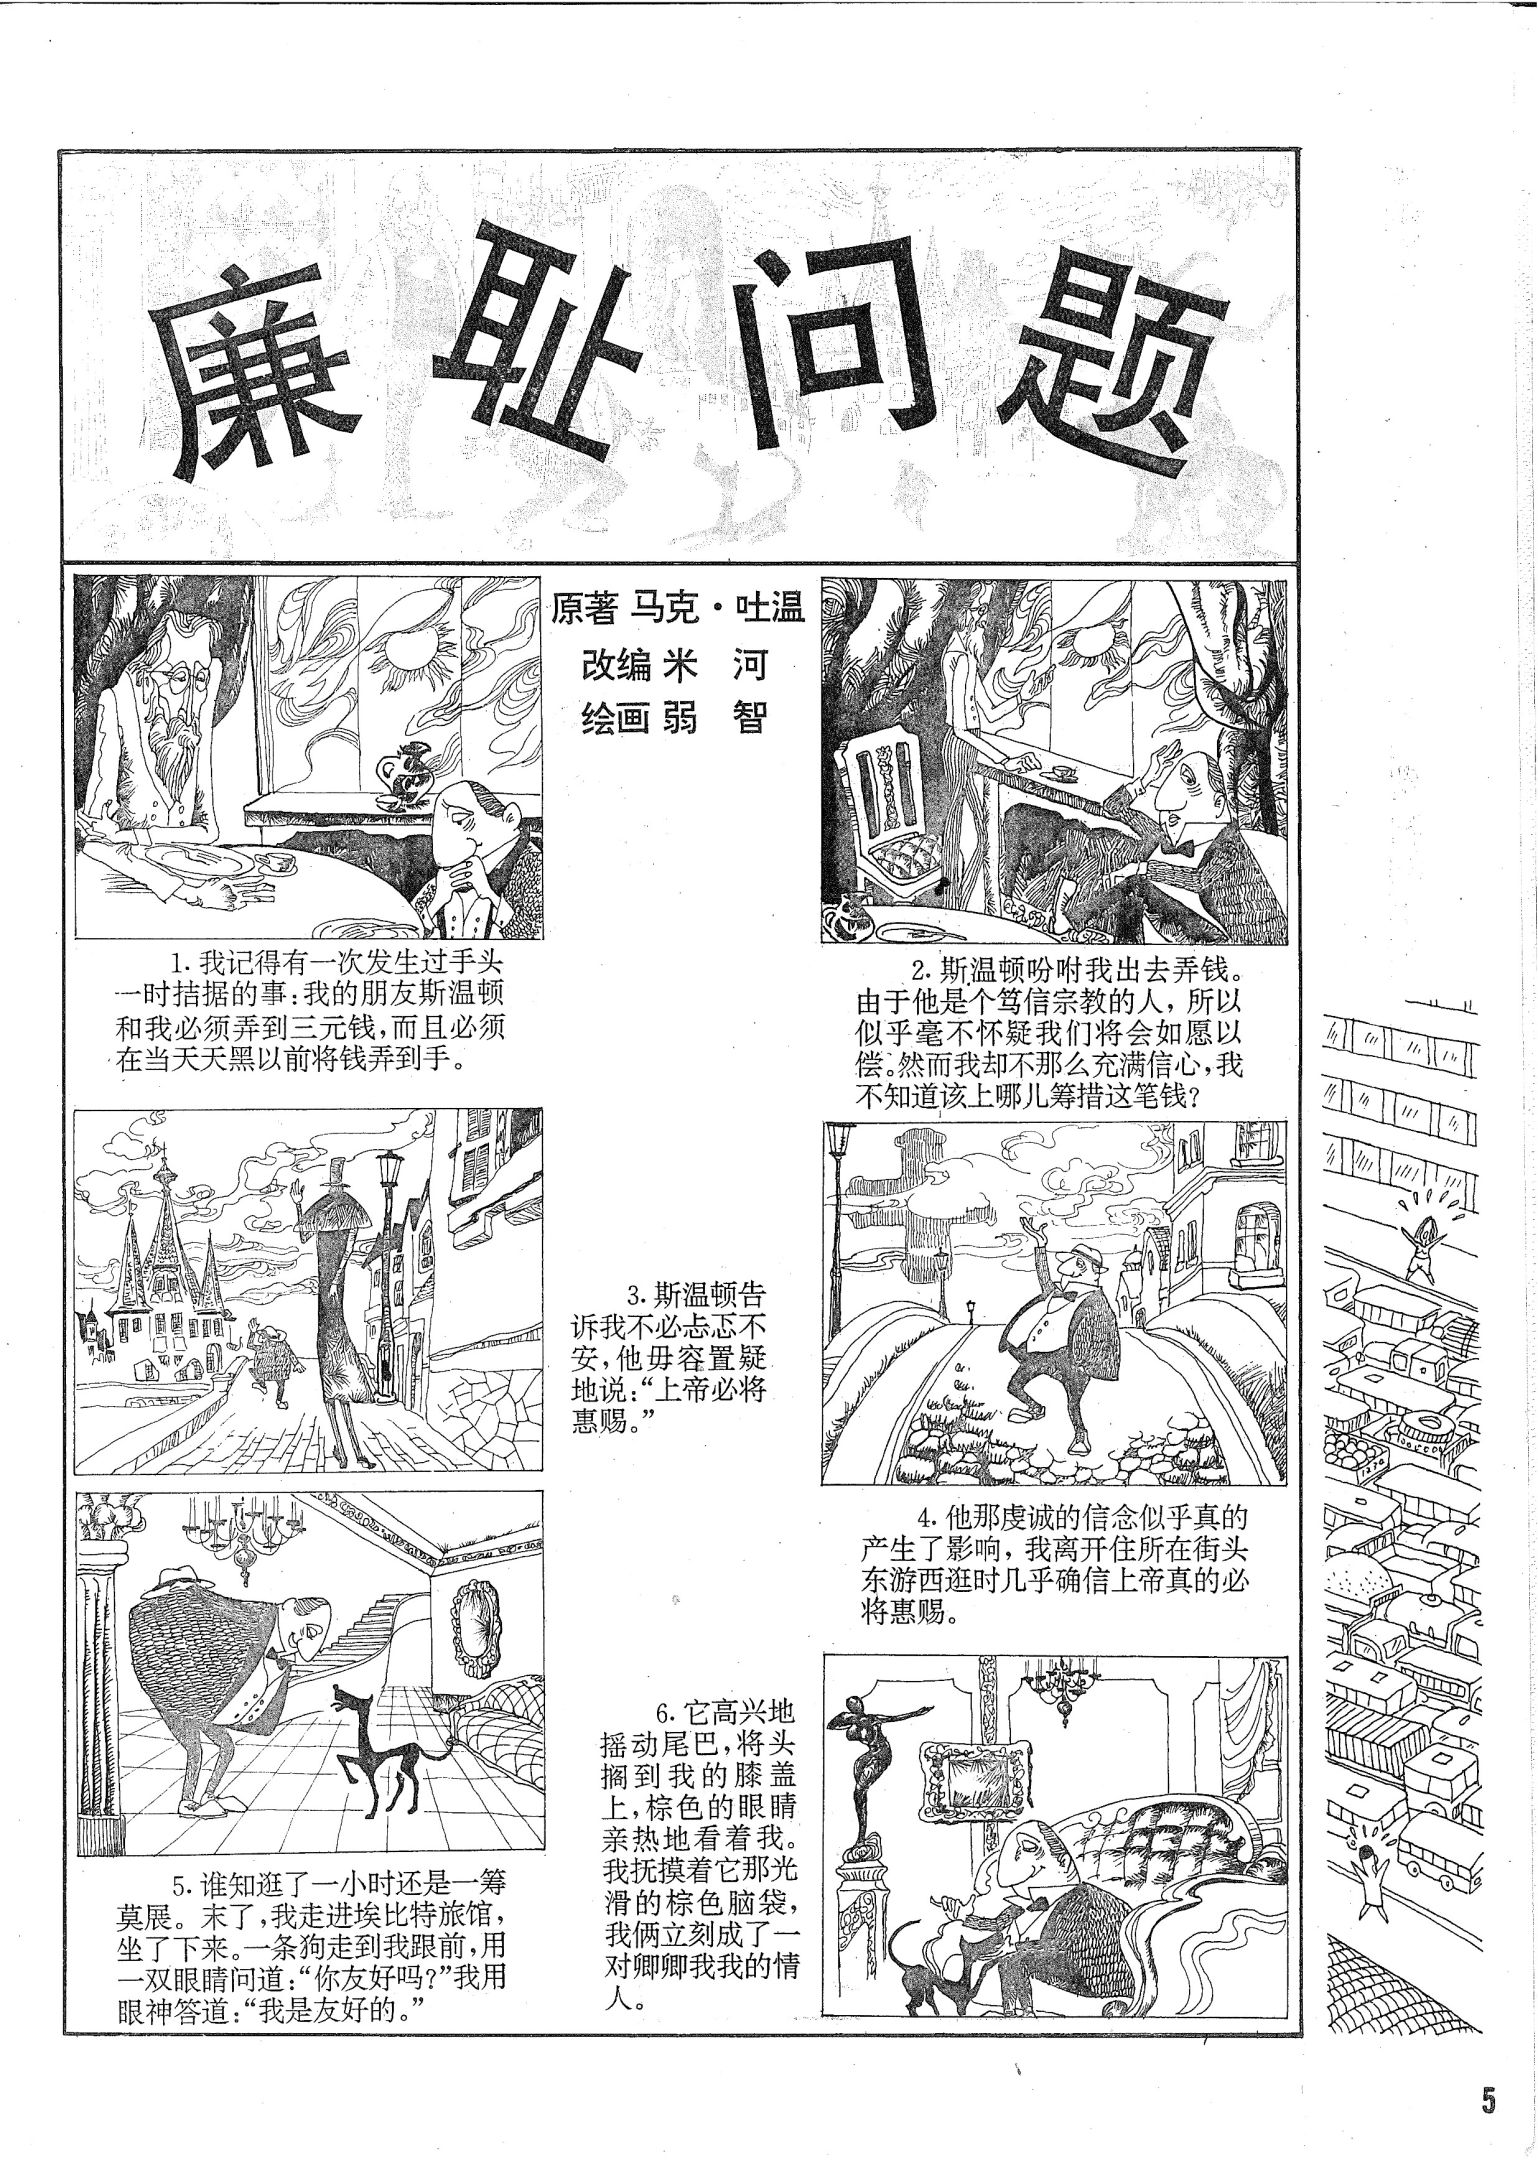 廉耻问题
原著 马克·吐温
改编 米 河
绘画 弱 智
1. 我记得有一次发生过手头
一时拮据的事：我的朋友斯温顿
和我必须弄到三元钱，而且必须
在当天天黑以前将钱弄到手。
2. 斯温顿吩咐我出去弄钱。
由于他是个笃信宗教的人，所以
似乎毫不怀疑我们将会如愿以
偿。然而我却不那么充满信心，我
不知道该上哪儿筹措这笔钱？
3. 斯温顿告
诉我不必忐忑不
安，他毋容置疑
地说：“上帝必将
惠赐。”
4. 他那虔诚的信念似乎真的
产生了影响，我离开住所在街头
东游西逛时几乎确信上帝真的必
将惠赐。
5. 谁知逛了一小时还是一筹
莫展。末了，我走进埃比特旅馆，
坐了下来。一条狗走到我跟前，用
一双眼睛问道：“你友好吗？”我用
眼神答道：“我是友好的。”
6. 它高兴地
摇动尾巴，将头
搁到我的膝盖
上，棕色的眼睛
亲热地看着我。
我抚摸着它那光
滑的棕色脑袋，
我俩立刻成了一
对卿卿我我的情
人。
5